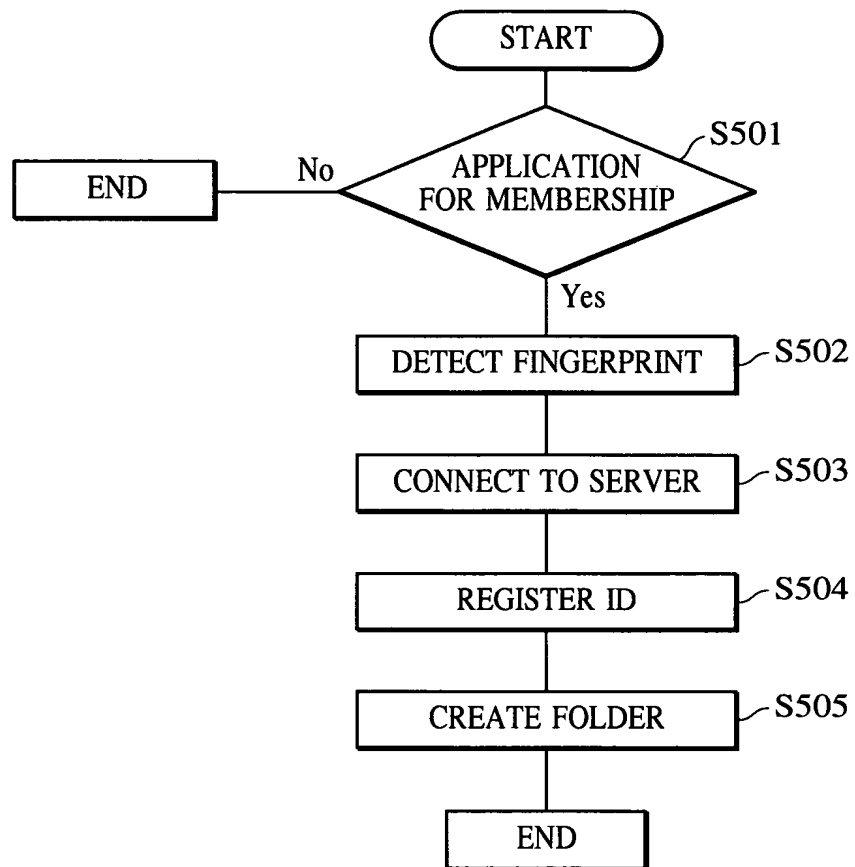 START
S501
APPLICATION
FOR MEMBERSHIP
No
END
Yes
DETECT FINGERPRINT
S502
CONNECT TO SERVER
S503
REGISTER ID
S504
CREATE FOLDER
S505
END